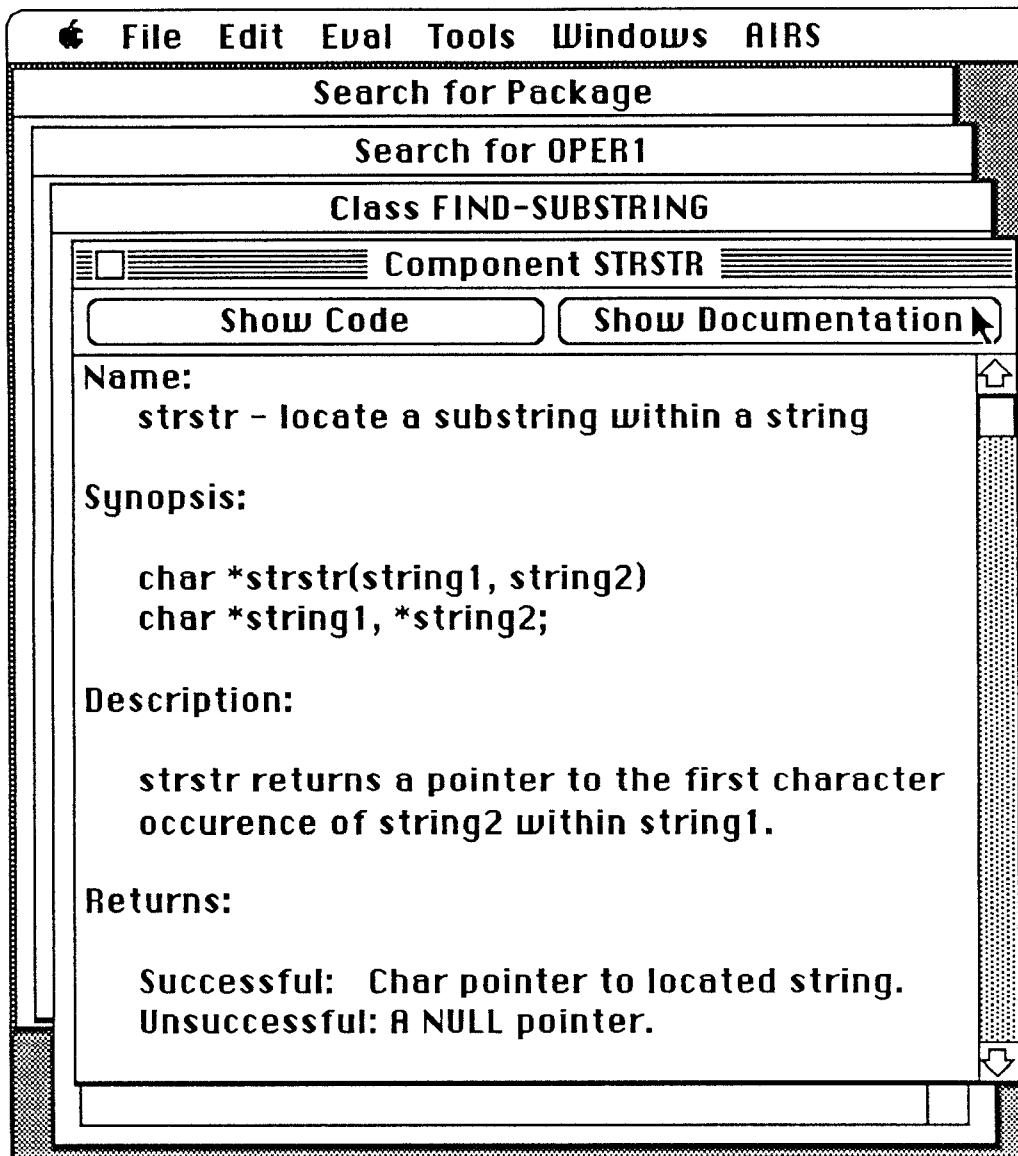 File Edit Eval Tools Windows AIRS
Search for Package
Search for OPER1
Class FIND-SUBSTRING
Component STRSTR
Show Code Show Documentation
Name:
strstr - locate a substring within a string
Synopsis:
char *strstr(string1, string2)
char *string1, *string2;
Description:
strstr returns a pointer to the first character
occurence of string2 within string1.
Returns:
Successful: Char pointer to located string.
Unsuccessful: A NULL pointer.